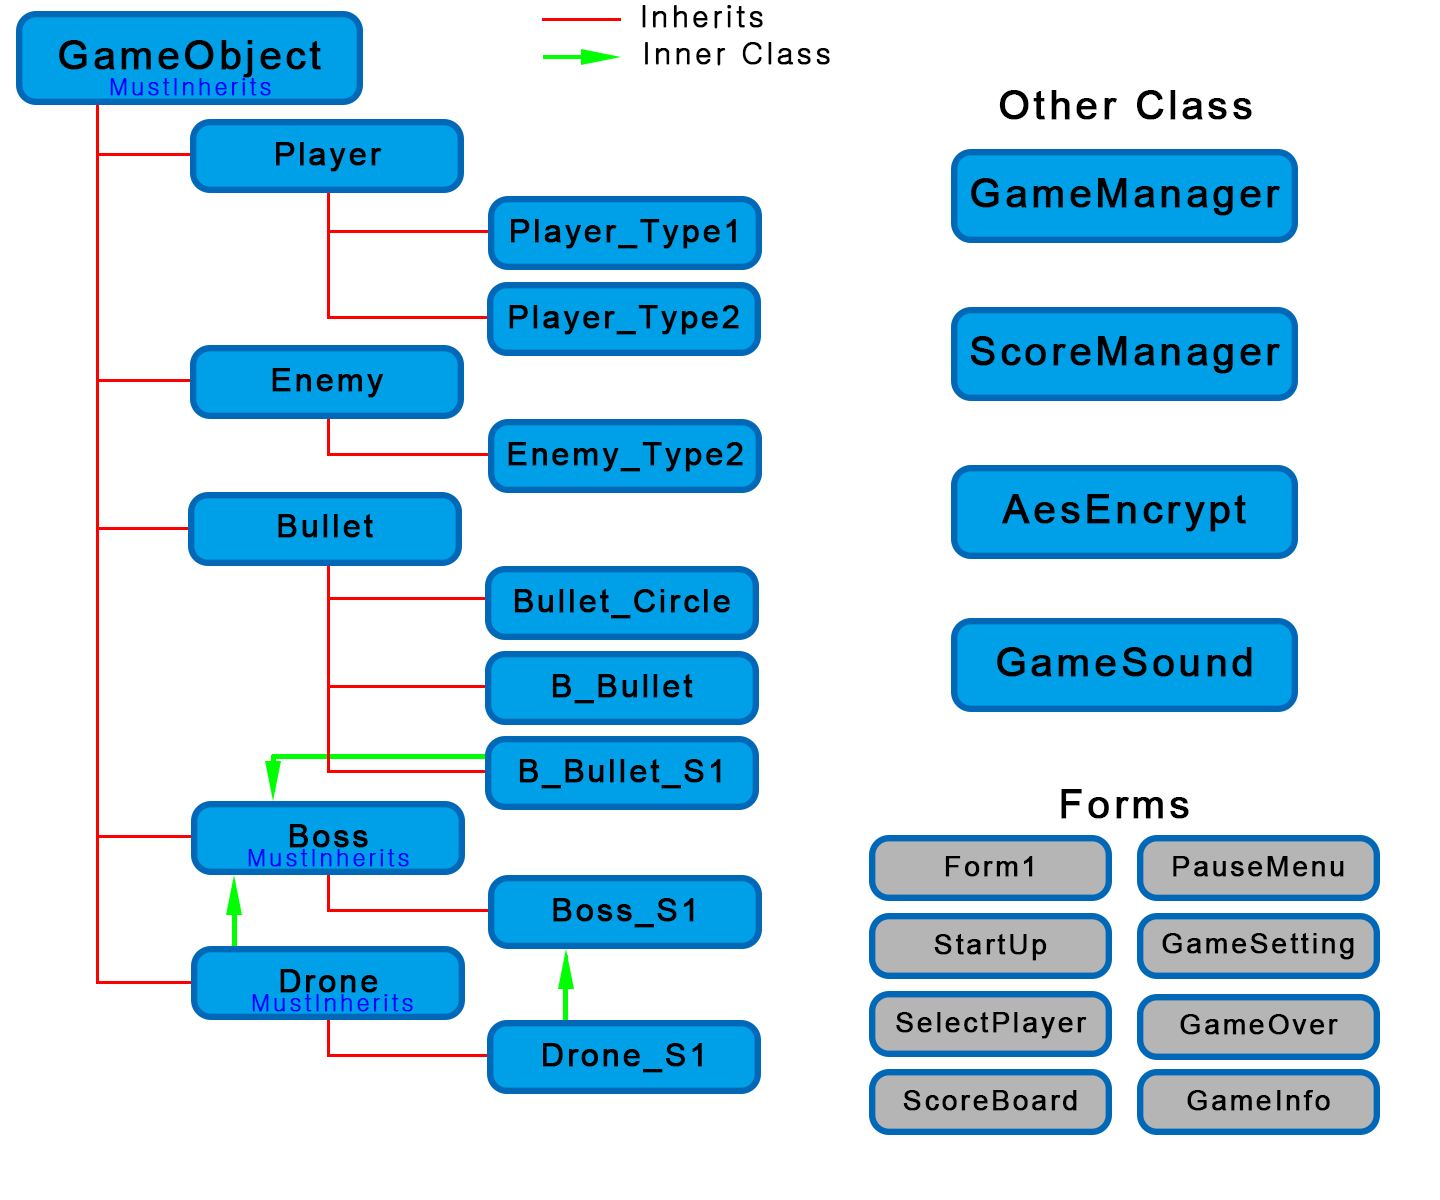 Inherits
Inner Class
GameObject
MustInherits
Player
Player_Type1
Player_Type2
Enemy
Enemy_Type2
Bullet
Bullet_Circle
B_Bullet
B_Bullet_S1
Boss
MustInherits
Boss_S1
Drone
MustInherits
Drone_S1
Other Class
GameManager
ScoreManager
AesEncrypt
GameSound
Forms
Form1
PauseMenu
StartUp
GameSetting
SelectPlayer
GameOver
ScoreBoard
GameInfo